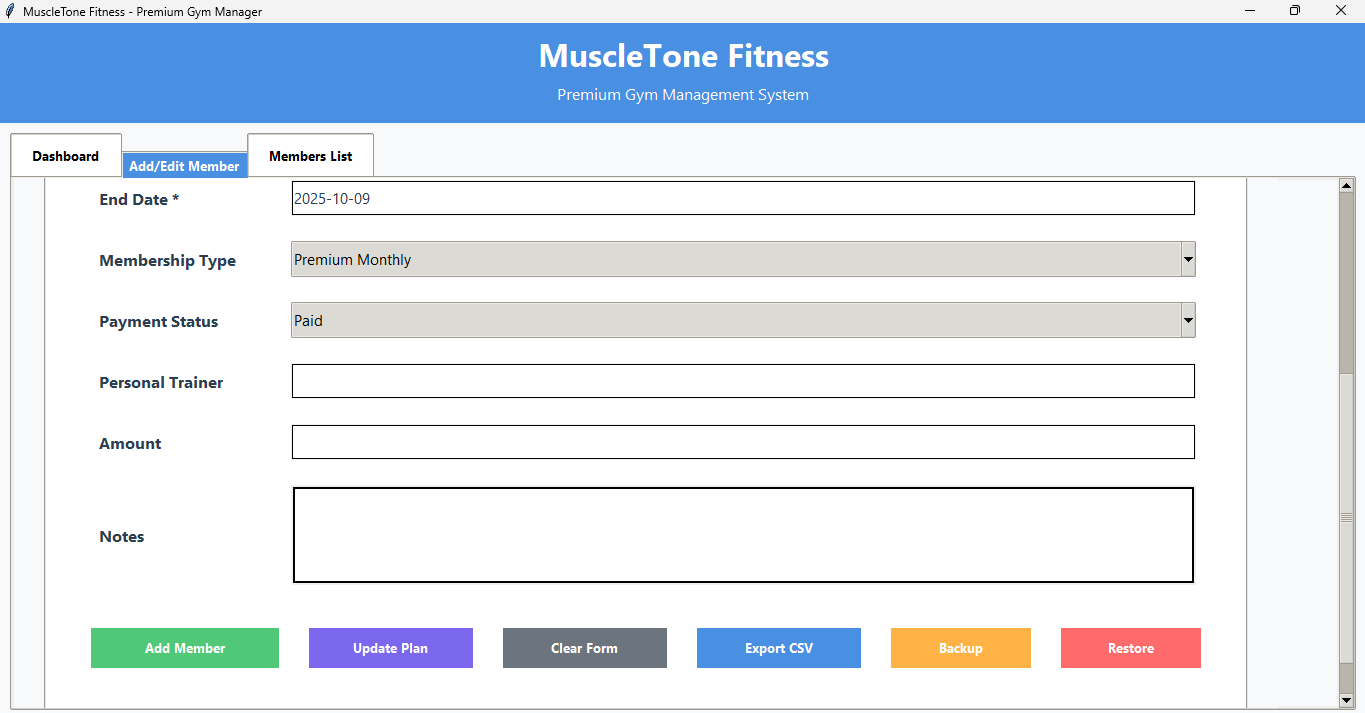 MuscleTone Fitness - Premium Gym Manager
MuscleTone Fitness
Premium Gym Management System
Dashboard
Add/Edit Member
Members List
End Date *
2025-10-09
Membership Type
Premium Monthly
Payment Status
Paid
Personal Trainer
Amount
Notes
Add Member
Update Plan
Clear Form
Export CSV
Backup
Restore